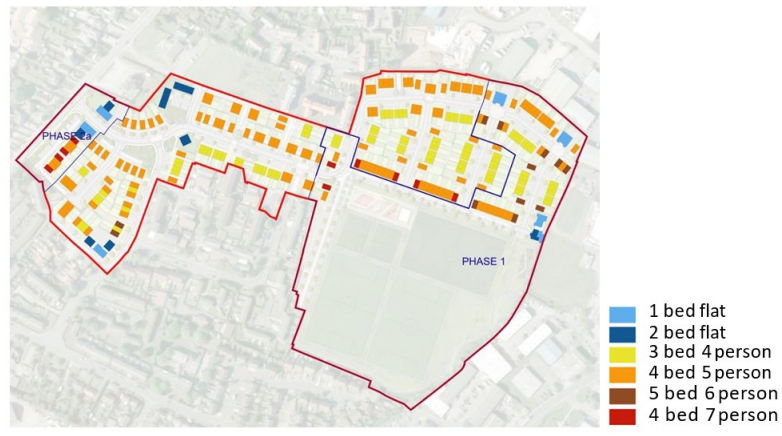 PHASE 2a
PHASE 1
1 bed flat
2 bed flat
3 bed 4 person
4 bed 5 person
5 bed 6 person
4 bed 7 person